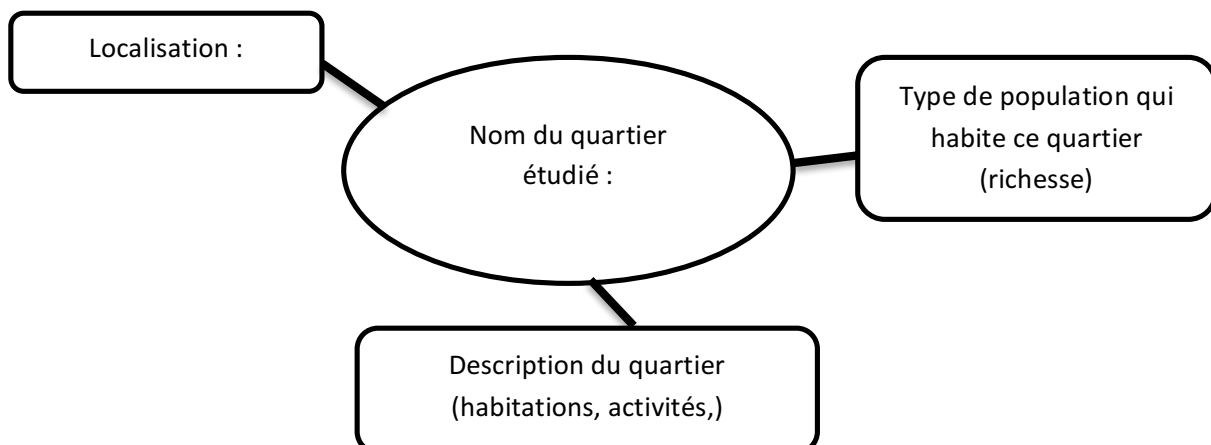 Localisation :
Nom du quartier
étudié :
Type de population qui
habite ce quartier
(richesse)
Description du quartier
(habitations, activités,)